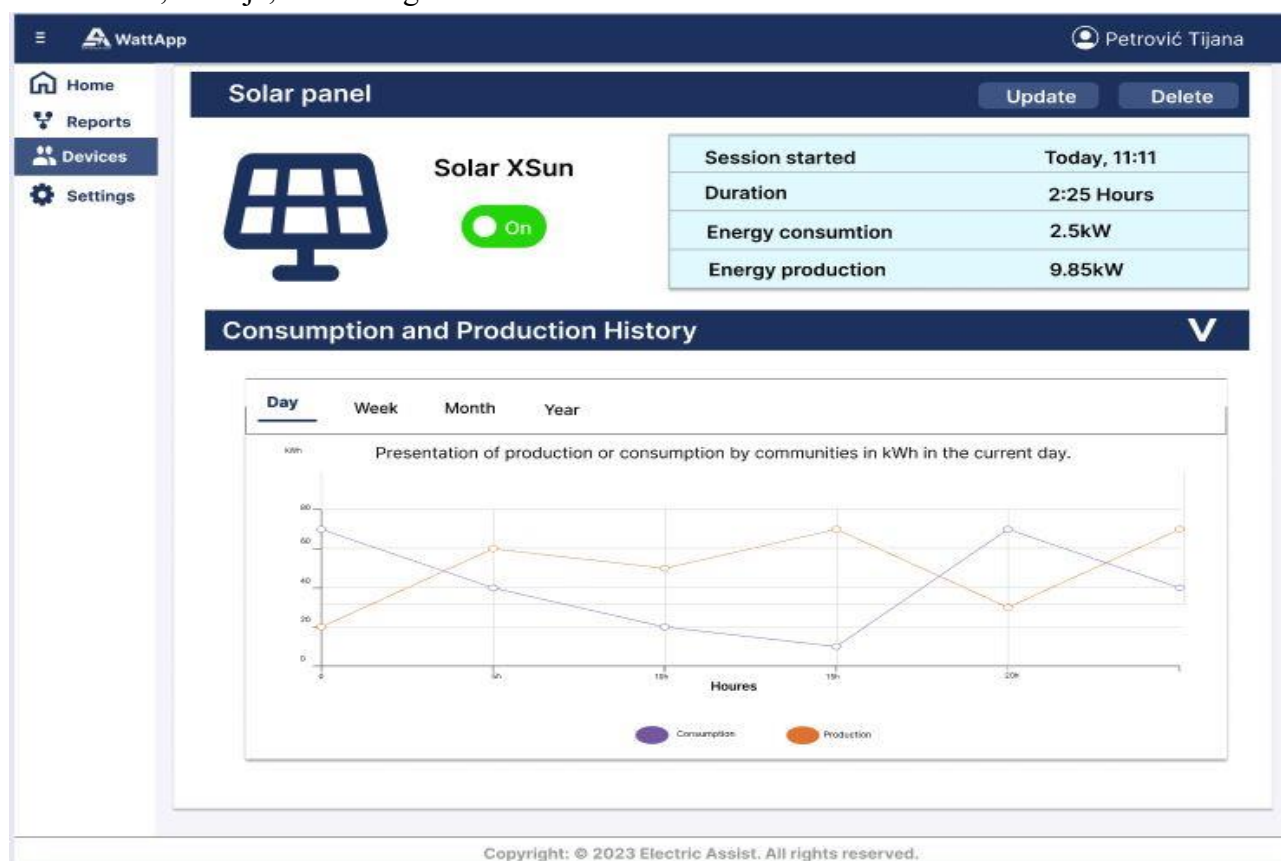 WattApp
Petrović Tijana
Home
Reports
Devices
Settings
Solar panel
Update
Delete
Solar XSun
On
Session started Today, 11:11
Duration 2:25 Hours
Energy consumtion 2.5kW
Energy production 9.85kW
Consumption and Production History V
Day Week Month Year
kWh
Presentation of production or consumption by communities in kWh in the current day.
80
60
40
20
0
0 5h 10h 15h 20h
Houres
Consumption Production
Copyright: © 2023 Electric Assist. All rights reserved.